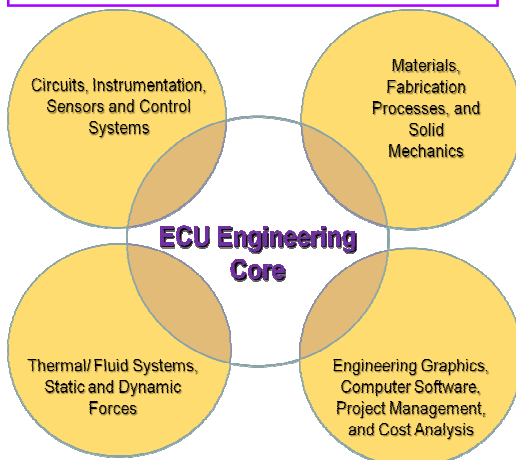 Circuits, Instrumentation,
Sensors and Control
Systems
Materials,
Fabrication
Processes, and
Solid
Mechanics
ECU Engineering
Core
Thermal/ Fluid Systems,
Static and Dynamic
Forces
Engineering Graphics,
Computer Software,
Project Management,
and Cost Analysis